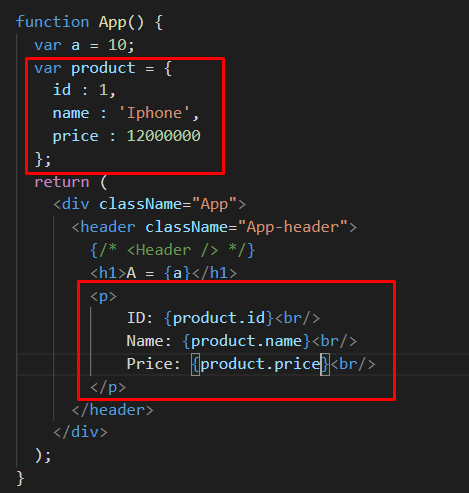 function App() {
  var a = 10;
  var product = {
    id : 1,
    name : 'Iphone',
    price : 12000000
  };
  return (
    <div className="App">
      <header className="App-header">
        {/* <Header /> */}
        <h1>A = {a}</h1>
        <p>
            ID: {product.id}<br/>
            Name: {product.name}<br/>
            Price: {product.price}<br/>
        </p>
      </header>
    </div>
  );
}